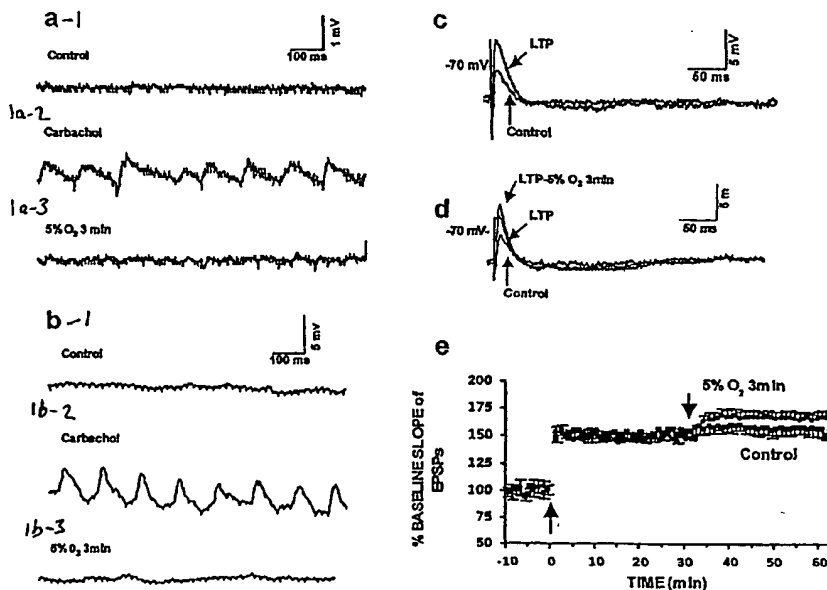 a-1
1 mV
100 ms
Control
1a-2
Carbachol
1a-3
5% O2 3 min
b-1
5 mV
100 ms
Control
1b-2
Carbachol
1b-3
5% O2 3min
c
LTP
-70 mV
5 mV
50 ms
Control
LTP-5% O2 3min
d
LTP
5 m
50 ms
-70 mV-
Control
e
5% O2 3min
Control
% BASELINE SLOPE of
EPSPs
200
175
150
125
100
75
50
-10 0 10 20 30 40 50 60
TIME (min)